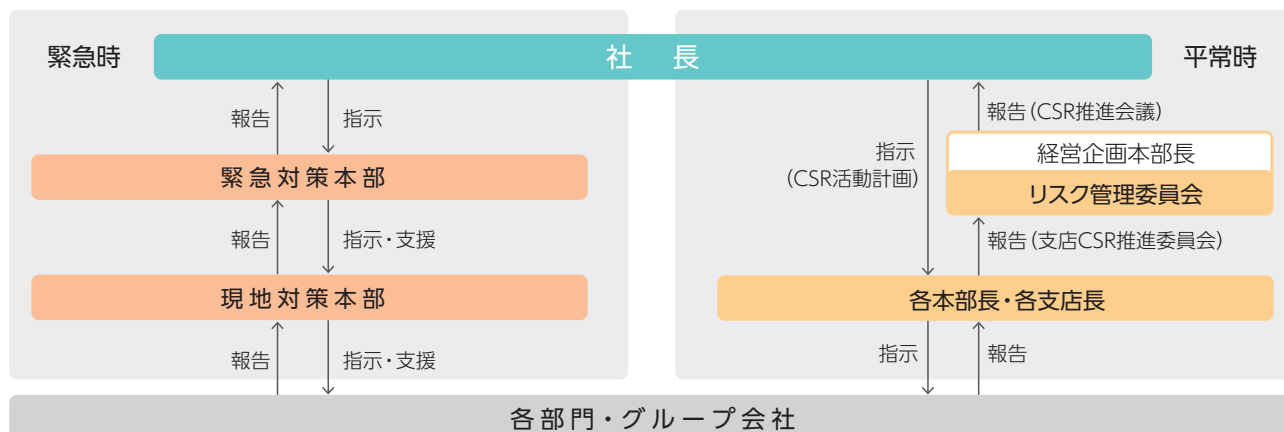 緊急時
社 長
平常時
報告
指示
報告(CSR推進会議)
指示
(CSR活動計画)
経営企画本部長
緊急対策本部
リスク管理委員会
報告
指示・支援
報告(支店CSR推進委員会)
現地対策本部
各本部長・各支店長
報告
指示・支援
指示
報告
各部門・グループ会社